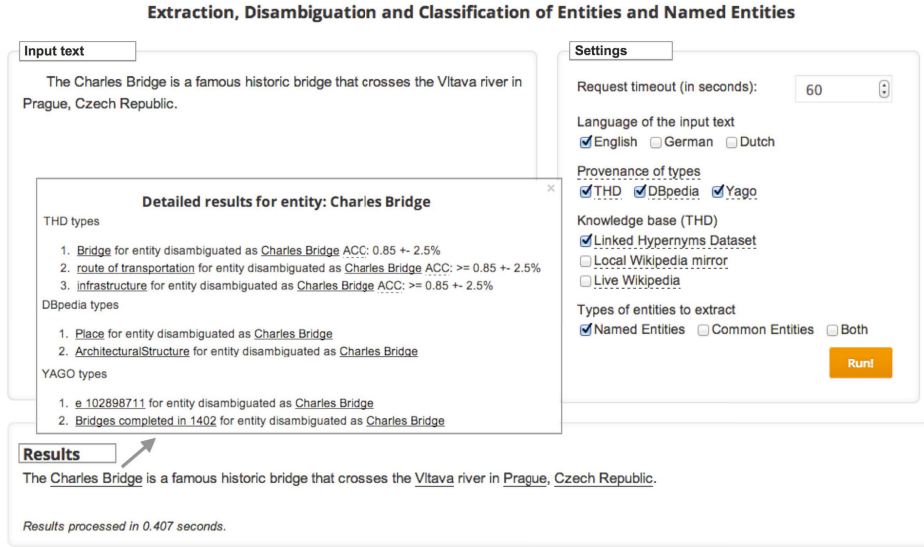 Extraction, Disambiguation and Classification of Entities and Named Entities
Input text
The Charles Bridge is a famous historic bridge that crosses the Vltava river in
Prague, Czech Republic.
Settings
Request timeout (in seconds): 60
Language of the input text
English German Dutch
Provenance of types
THD DBpedia Yago
Knowledge base (THD)
Linked Hypernyms Dataset
Local Wikipedia mirror
Live Wikipedia
Types of entities to extract
Named Entities Common Entities Both
Run!
×
Detailed results for entity: Charles Bridge
THD types
1. Bridge for entity disambiguated as Charles Bridge ACC: 0.85 +- 2.5%
2. route of transportation for entity disambiguated as Charles Bridge ACC: >= 0.85 +- 2.5%
3. infrastructure for entity disambiguated as Charles Bridge ACC: >= 0.85 +- 2.5%
DBpedia types
1. Place for entity disambiguated as Charles Bridge
2. ArchitecturalStructure for entity disambiguated as Charles Bridge
YAGO types
1. e 102898711 for entity disambiguated as Charles Bridge
2. Bridges completed in 1402 for entity disambiguated as Charles Bridge
Results
The Charles Bridge is a famous historic bridge that crosses the Vltava river in Prague, Czech Republic.
Results processed in 0.407 seconds.